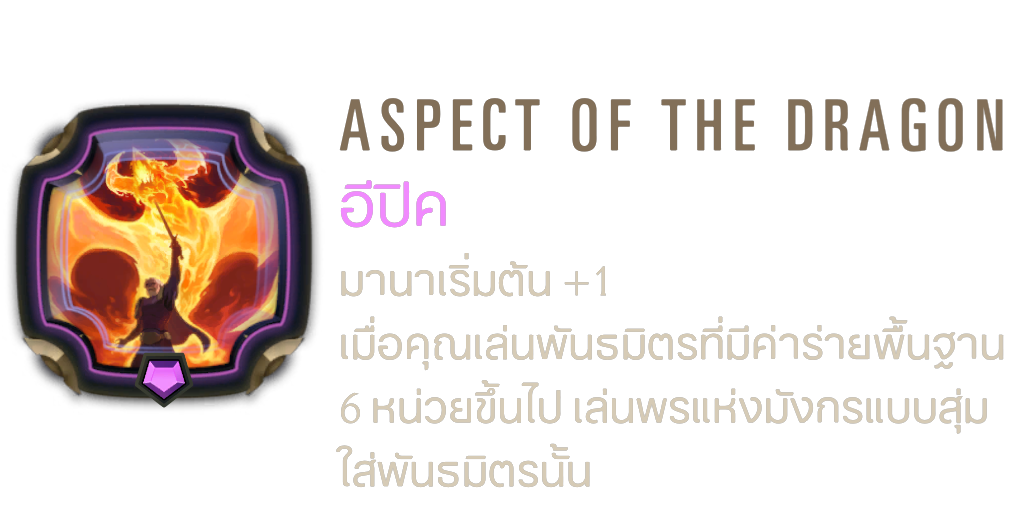 ASPECT OF THE DRAGON
อีปิค
มานาเริ่มต้น +1
เมื่อคุณเล่นพันธมิตรที่มีค่าร่ายพื้นฐาน
6 หน่วยขึ้นไป เล่นพรแห่งมังกรแบบสุ่ม
ใส่พันธมิตรนั้น